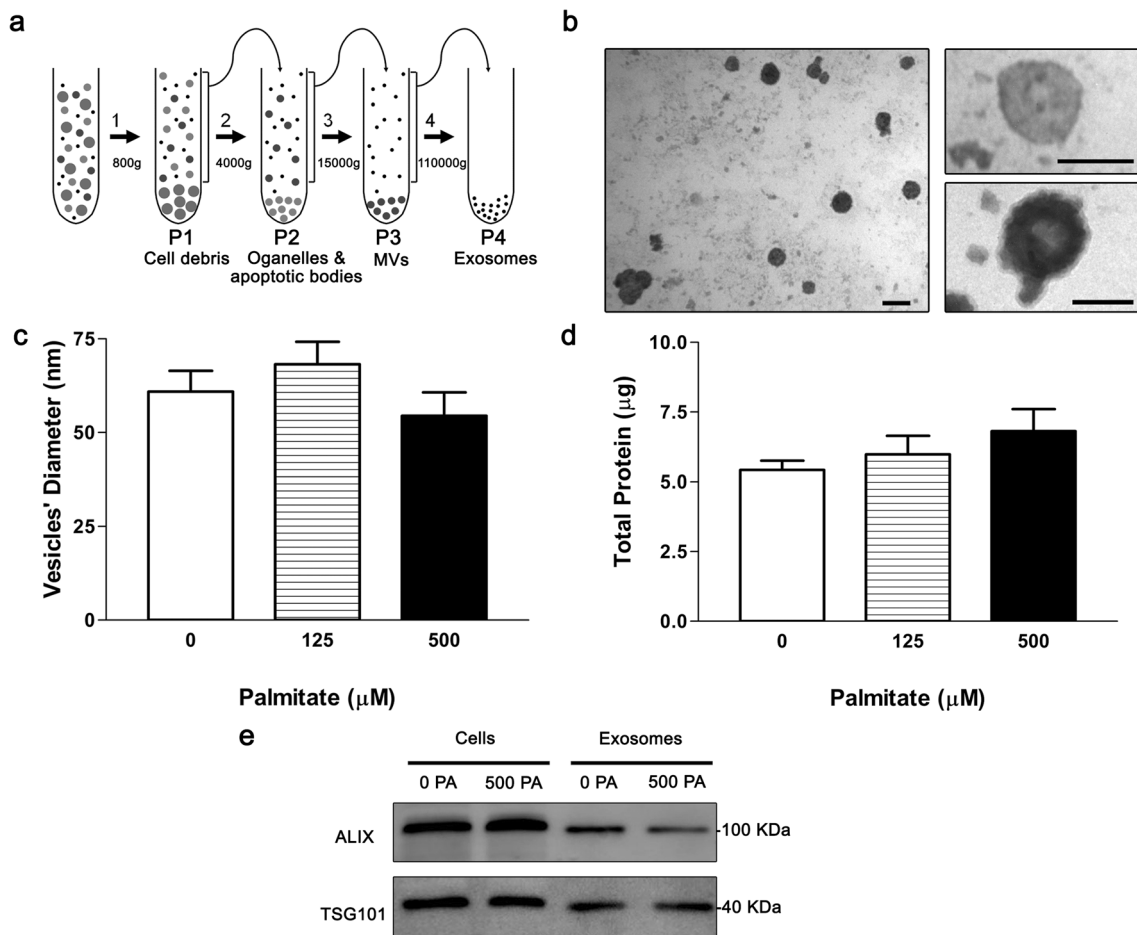 a
1
2
3
4
800g
4000g
15000g
110000g
P1
P2
P3
P4
Cell debris
Organelles &
apoptotic bodies
MVs
Exosomes
b
c
Vesicles' Diameter (nm)
75
50
25
0
0
125
500
Palmitate (μM)
d
Total Protein (μg)
10.0
7.5
5.0
2.5
0.0
0
125
500
Palmitate (μM)
e
Cells
Exosomes
0 PA
500 PA
0 PA
500 PA
ALIX
-100 KDa
TSG101
-40 KDa